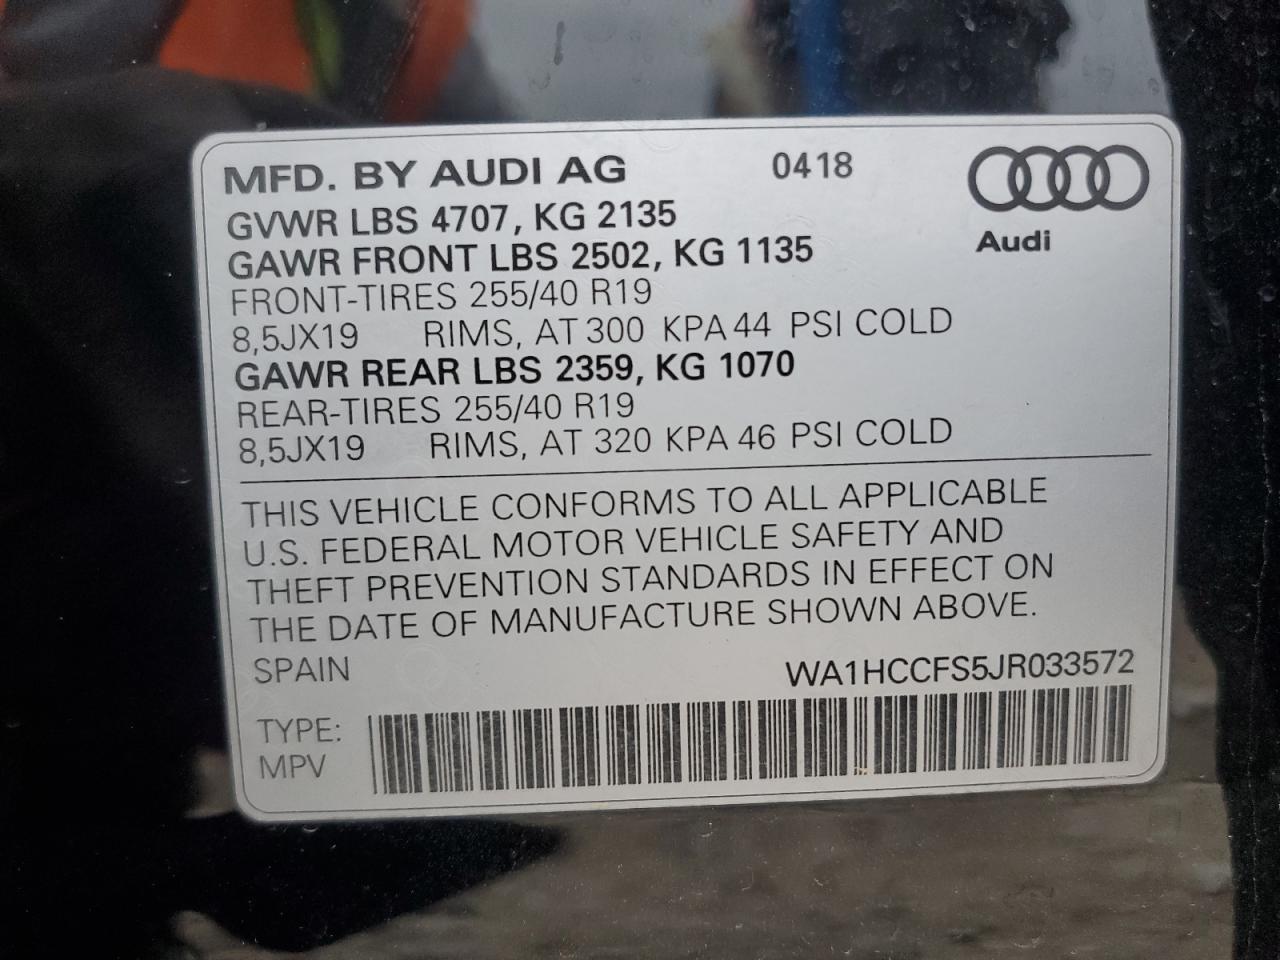 MFD. BY AUDI AG 0418
GVWR LBS 4707, KG 2135
GAWR FRONT LBS 2502, KG 1135
Audi
FRONT-TIRES 255/40 R19
8,5JX19 RIMS, AT 300 KPA 44 PSI COLD
GAWR REAR LBS 2359, KG 1070
REAR-TIRES 255/40 R19
8,5JX19 RIMS, AT 320 KPA 46 PSI COLD
THIS VEHICLE CONFORMS TO ALL APPLICABLE
U.S. FEDERAL MOTOR VEHICLE SAFETY AND
THEFT PREVENTION STANDARDS IN EFFECT ON
THE DATE OF MANUFACTURE SHOWN ABOVE.
SPAIN WA1HCCFS5JR033572
TYPE:
MPV